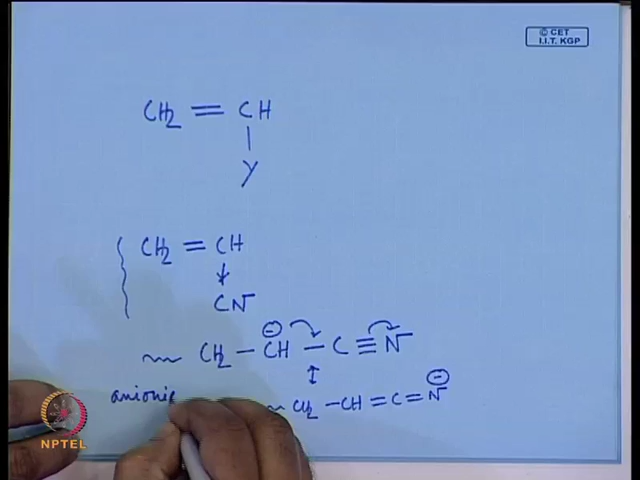 © CET
I.I.T. KGP
CH2 = CH
Y
CH2 = CH
CN
CH2 - CH - C ≡ N
CH2 - CH = C = N
anionic
NPTEL